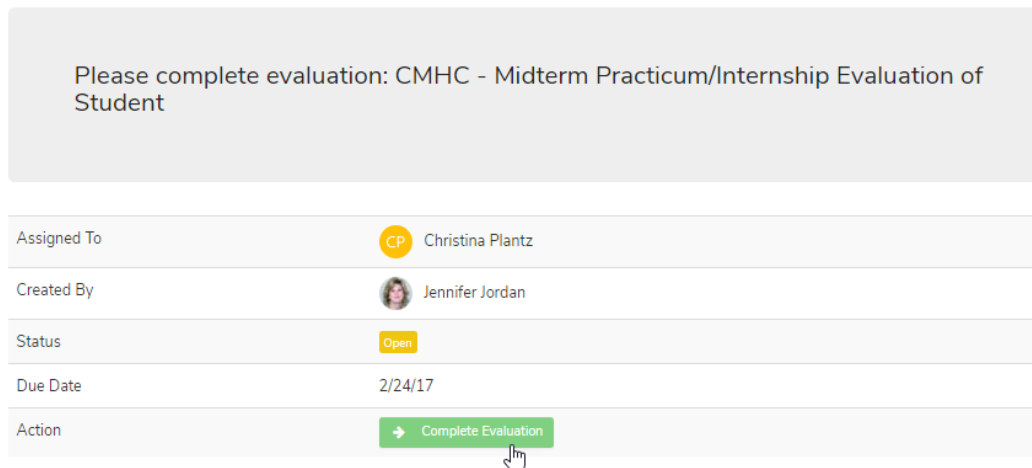 Please complete evaluation: CMHC - Midterm Practicum/Internship Evaluation of
Student
Assigned To CP Christina Plantz
Created By Jennifer Jordan
Status Open
Due Date 2/24/17
Action Complete Evaluation